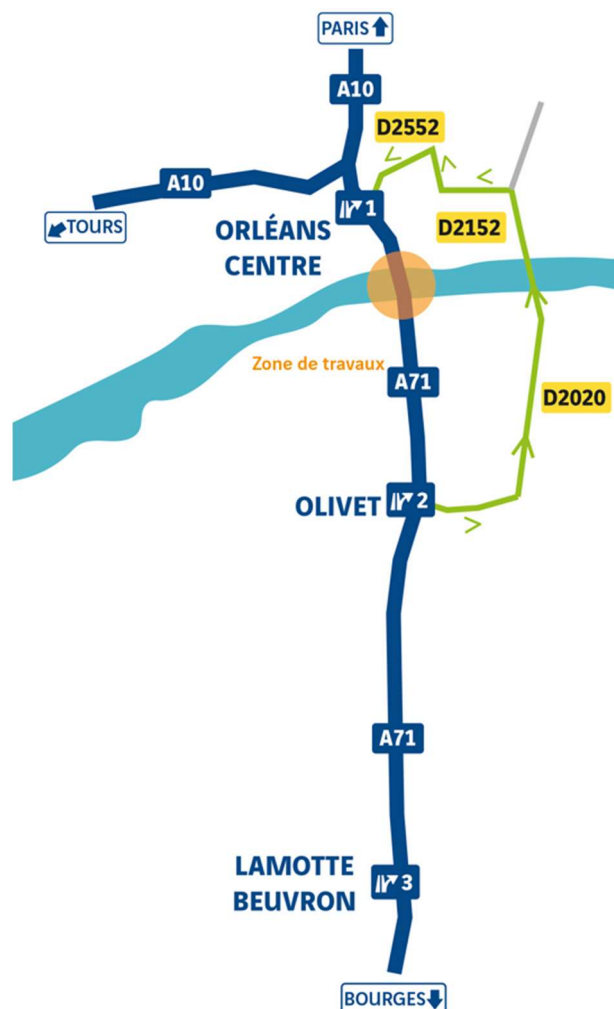 PARIS
A10
D2552
A10
1
TOURS
ORLÉANS
CENTRE
D2152
Zone de travaux
A71
D2020
OLIVET
2
A71
LAMOTTE
BEUVRON
3
BOURGES